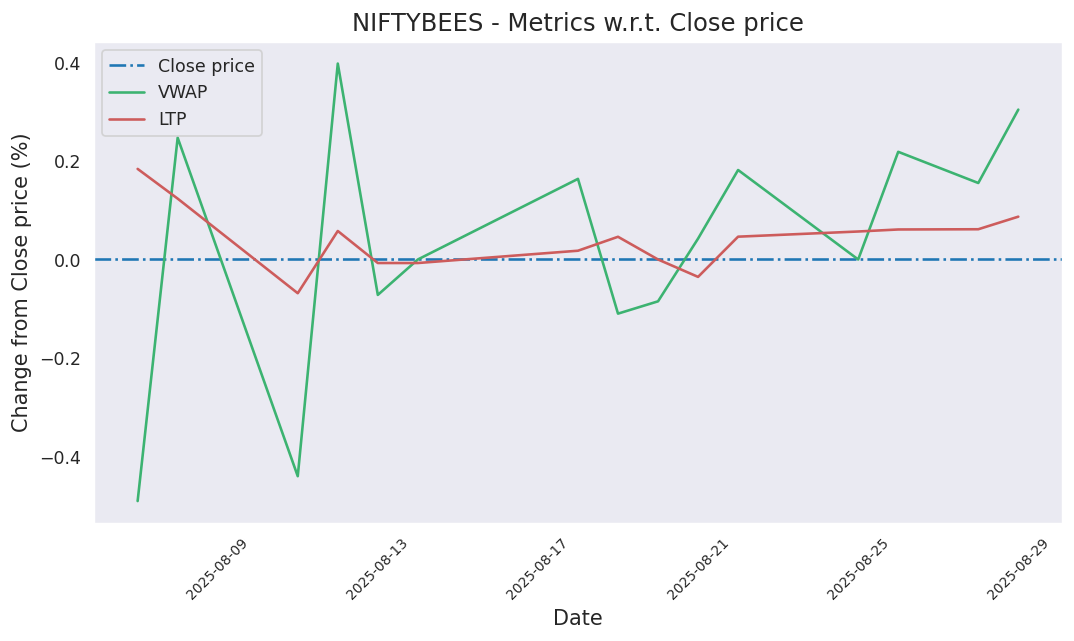 NIFTYBEES - Metrics w.r.t. Close price
Close price
VWAP
LTP
Change from Close price (%)
0.4
0.2
0.0
−0.2
−0.4
2025-08-09
2025-08-13
2025-08-17
2025-08-21
2025-08-25
2025-08-29
Date